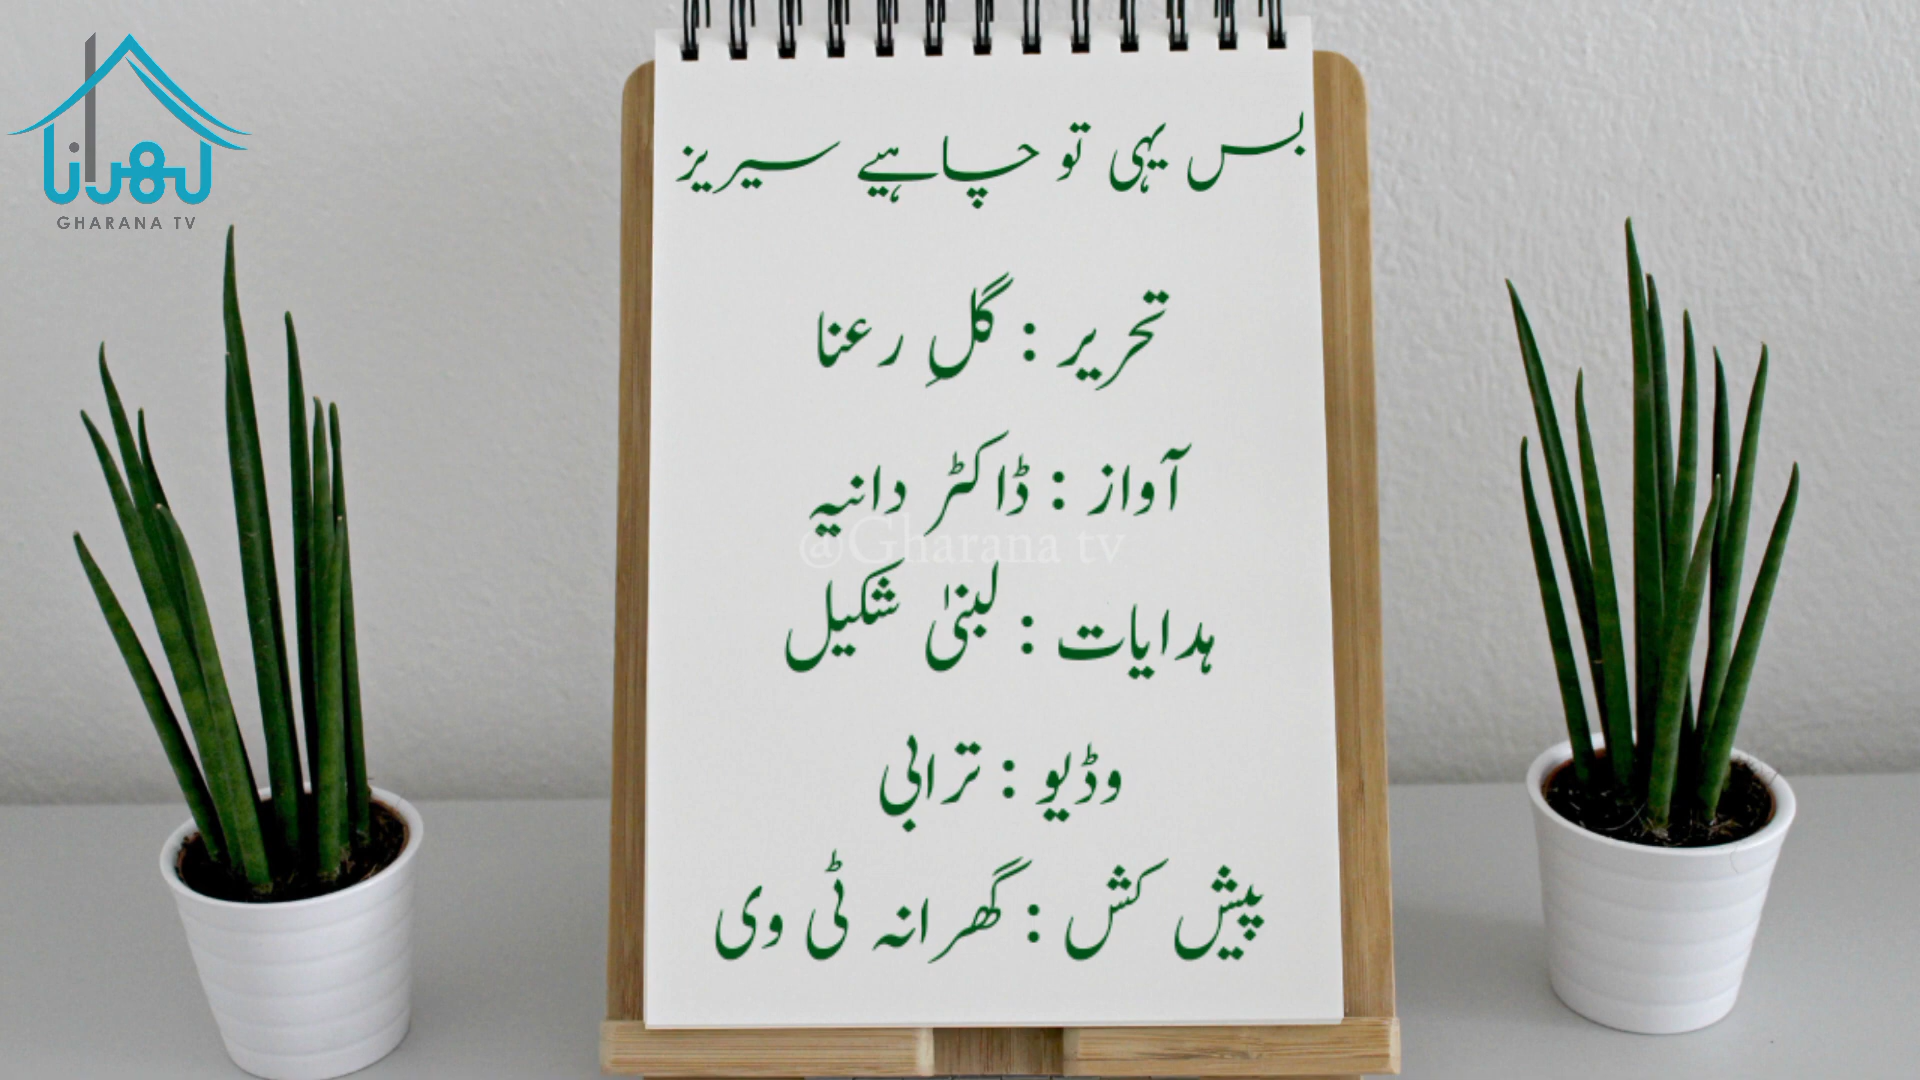 گھرانا
GHARANA TV
بس یہی تو چاہیے سیریز
تحریر : گلِ رعنا
آواز : ڈاکٹر دانیہ
@Gharana tv
ہدایات : لبنیٰ شکیل
وڈیو : ترابی
پیش کش : گھرانہ ٹی وی